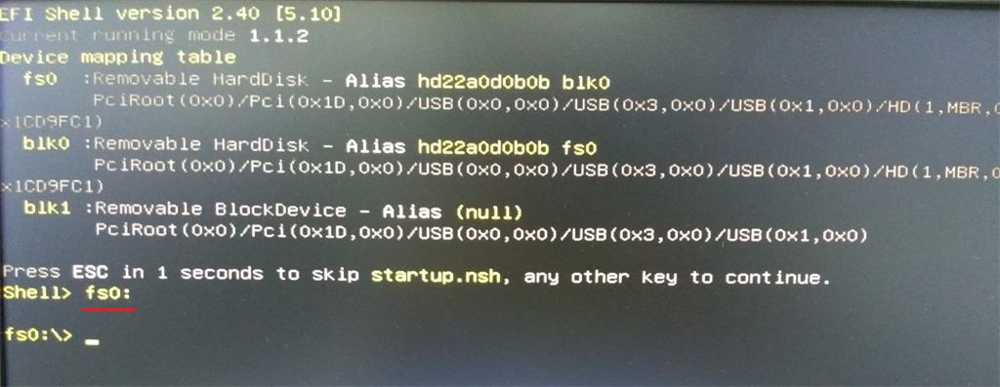 EFI Shell version 2.40 [5.10]
Current running mode 1.1.2
Device mapping table
fs0 :Removable HardDisk - Alias hd22a0d0b0b blk0
PciRoot(0x0)/Pci(0x1D,0x0)/USB(0x0,0x0)/USB(0x3,0x0)/USB(0x1,0x0)/HD(1,MBR,0
x1CD9FC1)
blk0 :Removable HardDisk - Alias hd22a0d0b0b fs0
PciRoot(0x0)/Pci(0x1D,0x0)/USB(0x0,0x0)/USB(0x3,0x0)/USB(0x1,0x0)/HD(1,MBR,0
x1CD9FC1)
blk1 :Removable BlockDevice - Alias (null)
PciRoot(0x0)/Pci(0x1D,0x0)/USB(0x0,0x0)/USB(0x3,0x0)/USB(0x1,0x0)
Press ESC in 1 seconds to skip startup.nsh, any other key to continue.
Shell> fs0:
fs0:\> _